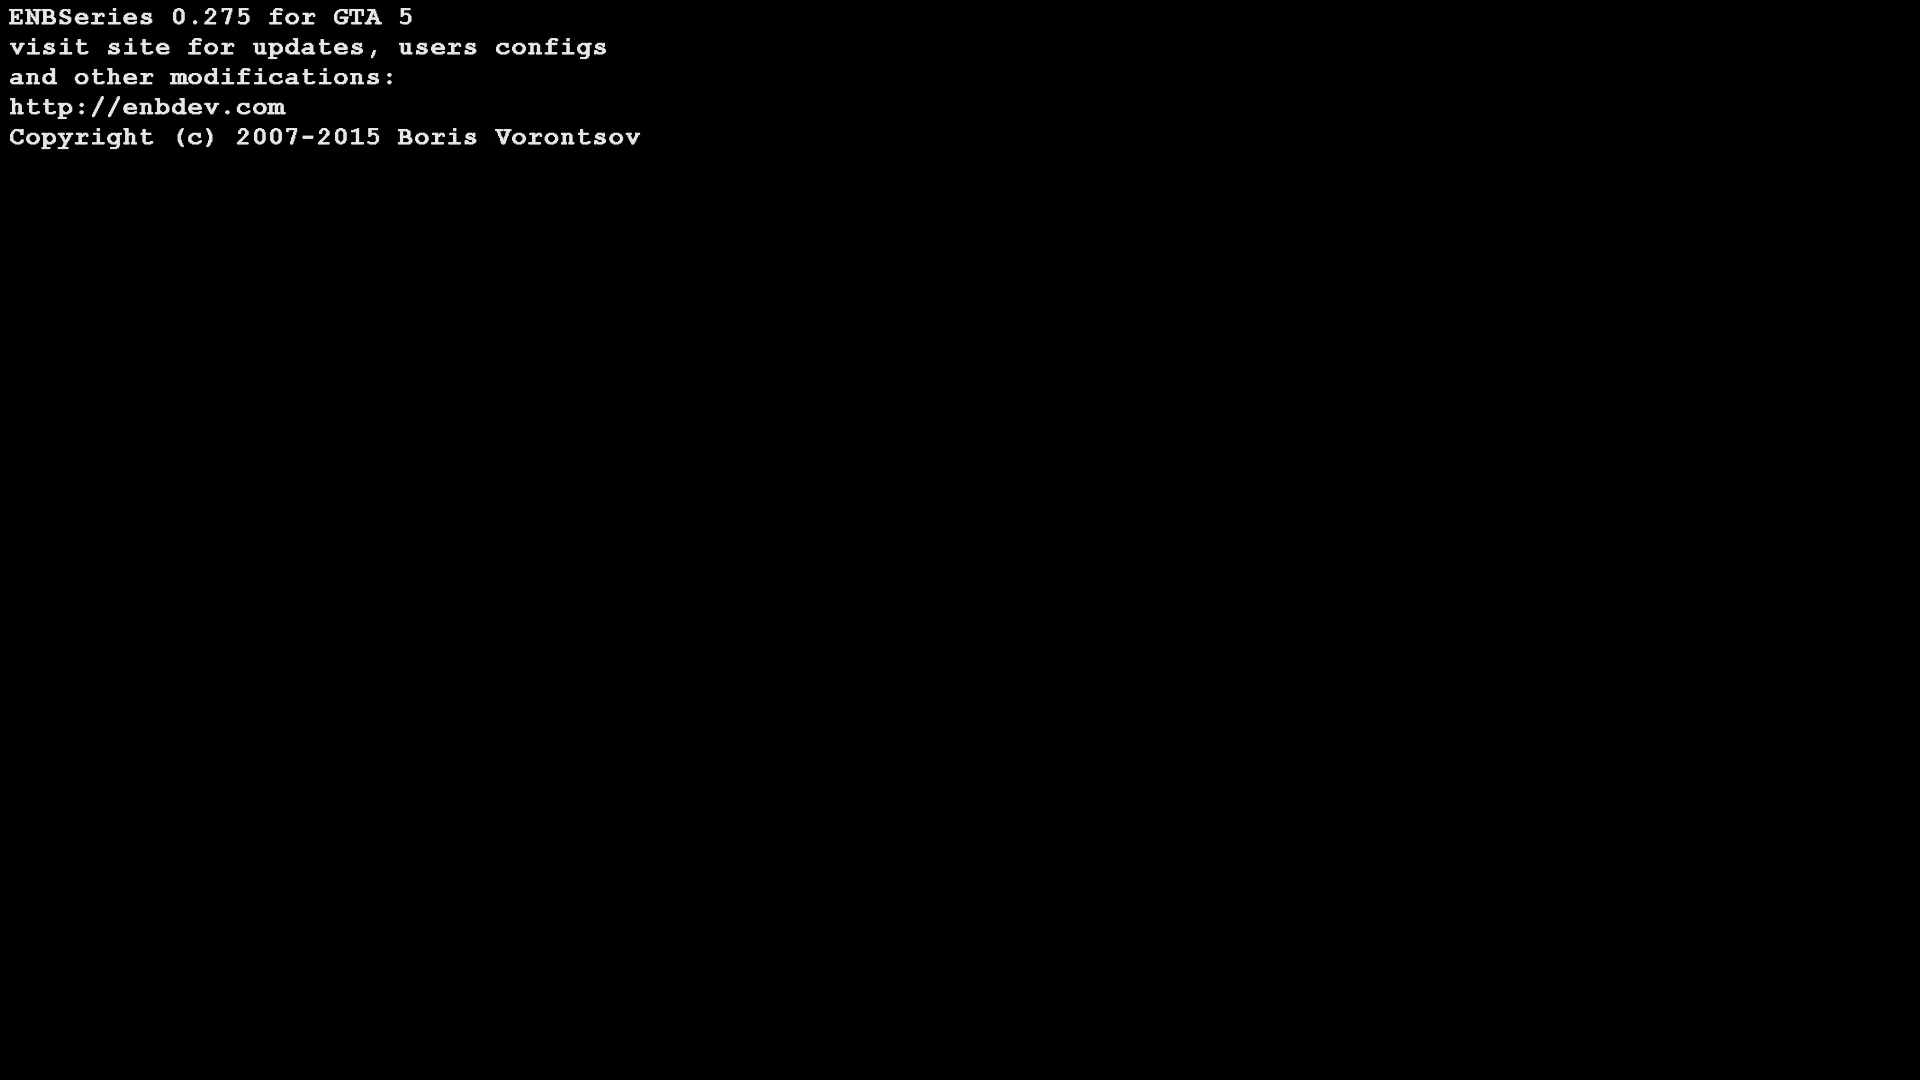 ENBSeries 0.275 for GTA 5
visit site for updates, users configs
and other modifications:
http://enbdev.com
Copyright (c) 2007-2015 Boris Vorontsov